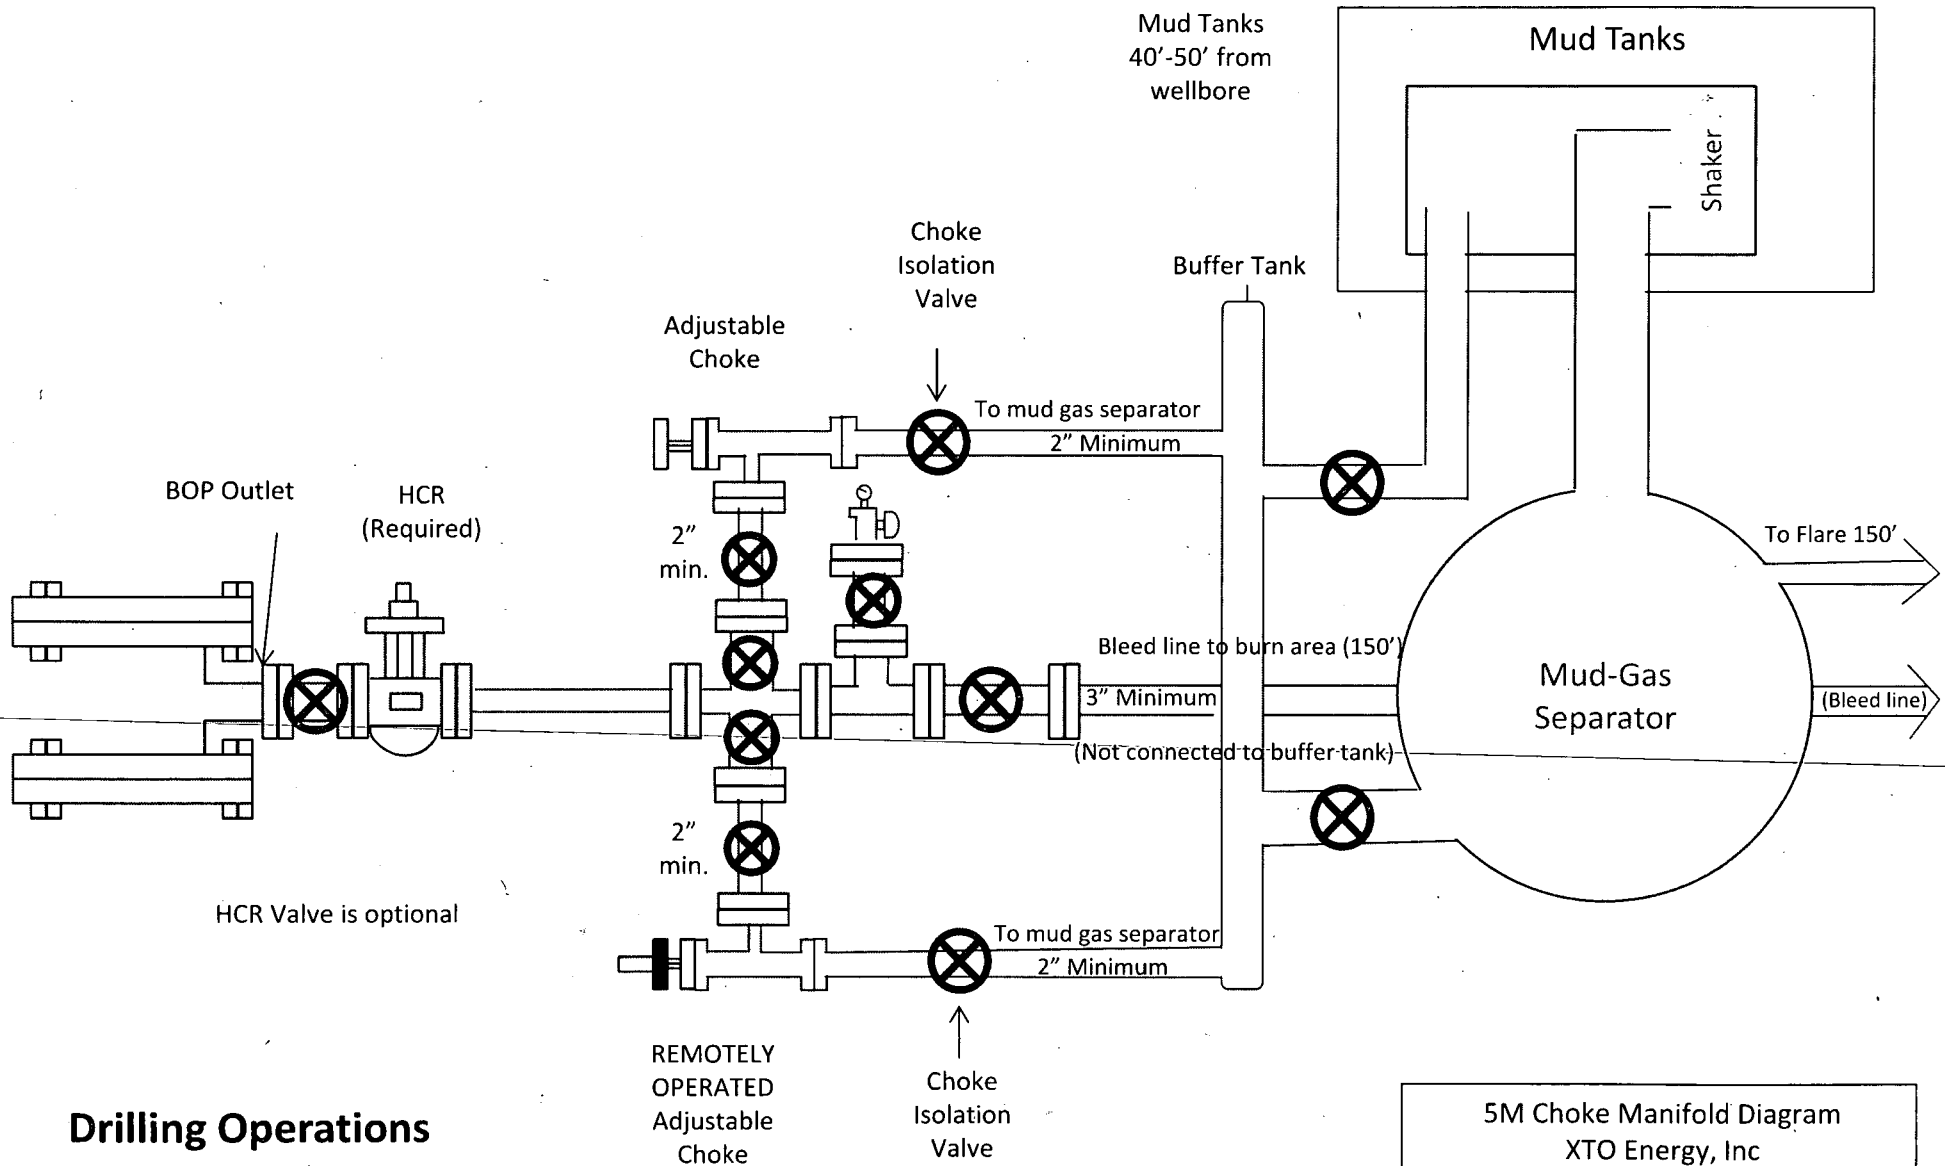 Mud Tanks
40'-50' from
wellbore
Mud Tanks
Shaker
Choke
Isolation
Valve
Buffer Tank
Adjustable
Choke
To mud gas separator
2" Minimum
BOP Outlet
HCR
(Required)
2"
min.
To Flare 150'
Bleed line to burn area (150')
3" Minimum
(Not connected to buffer tank)
Mud-Gas
Separator
(Bleed line)
2"
min.
HCR Valve is optional
To mud gas separator
2" Minimum
REMOTELY
OPERATED
Adjustable
Choke
Choke
Isolation
Valve
Drilling Operations
5M Choke Manifold Diagram
XTO Energy, Inc